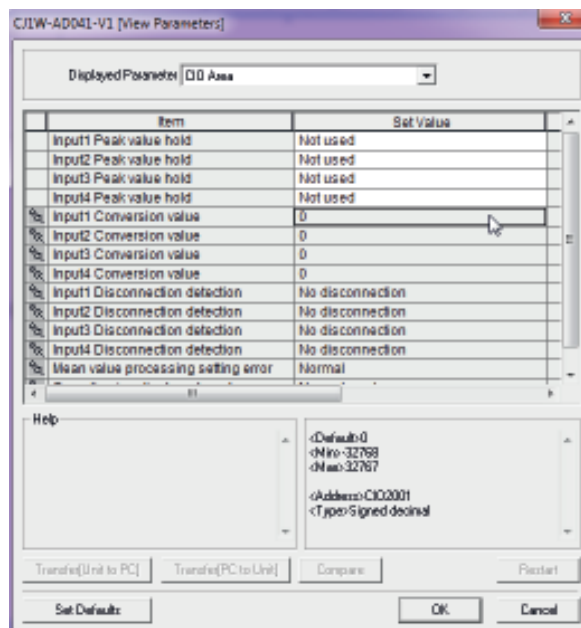 CJ1W-AD041-V1 [View Parameters]
Displayed Parameter CIO Area
Item Set Value
Input1 Peak value hold Not used
Input2 Peak value hold Not used
Input3 Peak value hold Not used
Input4 Peak value hold Not used
Input1 Conversion value 0
Input2 Conversion value 0
Input3 Conversion value 0
Input4 Conversion value 0
Input1 Disconnection detection No disconnection
Input2 Disconnection detection No disconnection
Input3 Disconnection detection No disconnection
Input4 Disconnection detection No disconnection
Mean value processing setting error Normal
Help
<Default>0
<Min>-32768
<Max>32767
<Address>CIO2001
<Type>Signed decimal
Transfer[Unit to PC] Transfer[PC to Unit] Compare Restart
Set Defaults OK Cancel